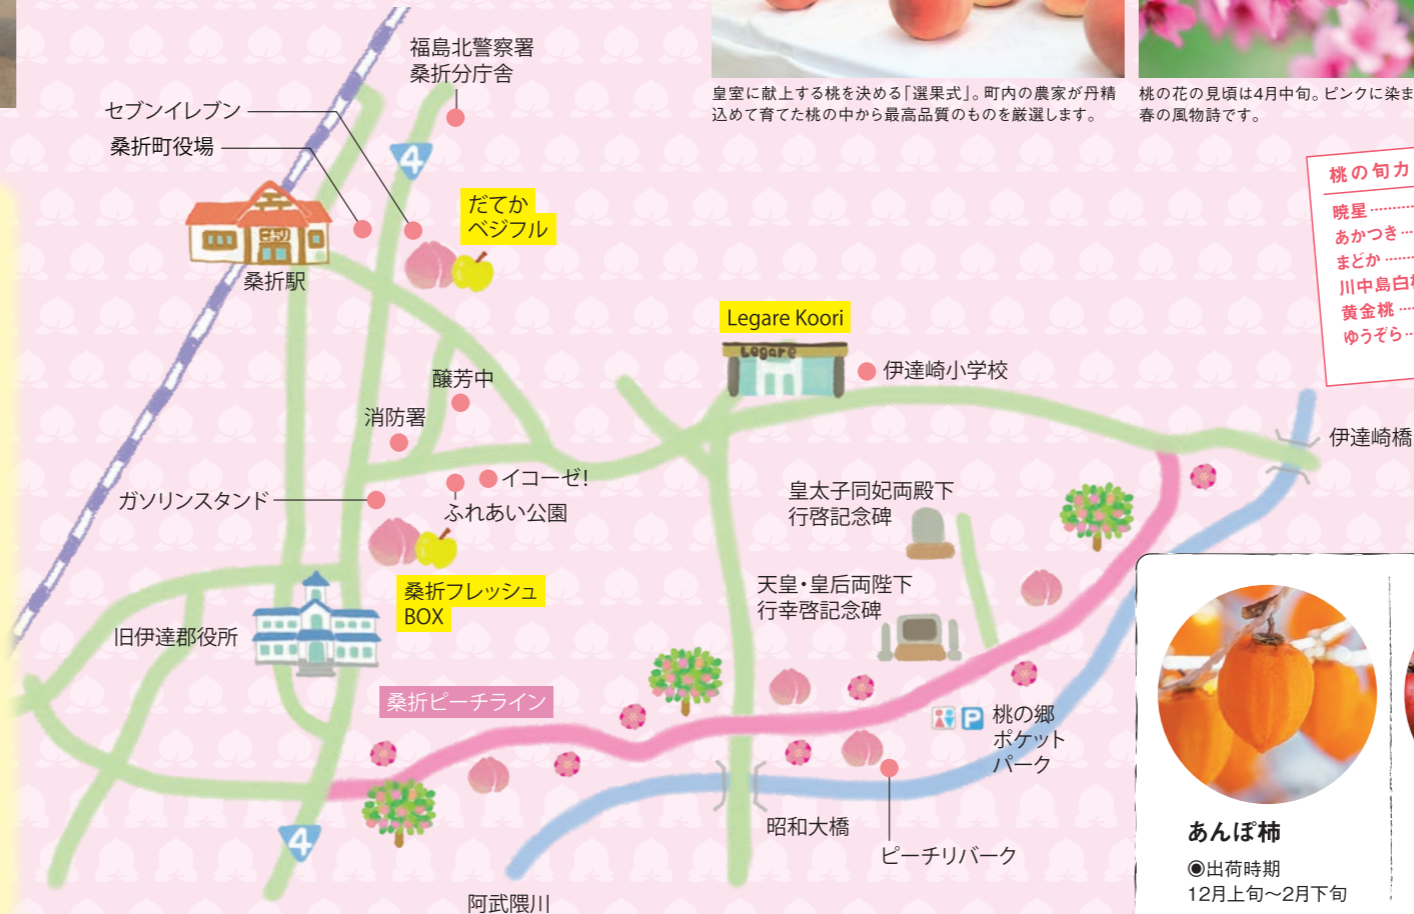 皇室に献上する桃を決める「選果式」。町内の農家が丹精
込めて育てた桃の中から最高品質のものを厳選します。
桃の花の見頃は4月中旬。ピンクに染ま
春の風物詩です。
福島北警察署
桑折分庁舎
セブンイレブン
桑折町役場
4
だてか
ベジフル
桑折駅
桃の旬カ
暁星
あかつき
まどか
川中島白桃
黄金桃
ゆうぞら
Legare Koori
Legare
伊達崎小学校
醸芳中
消防署
伊達崎橋
イコーゼ!
ガソリンスタンド
ふれあい公園
皇太子同妃両殿下
行啓記念碑
桑折フレッシュ
BOX
天皇・皇后両陛下
行幸啓記念碑
旧伊達郡役所
桑折ピーチライン
P
桃の郷
ポケット
パーク
昭和大橋
4
ピーチリバーク
阿武隈川
あんぽ柿
◉出荷時期
12月上旬〜2月下旬